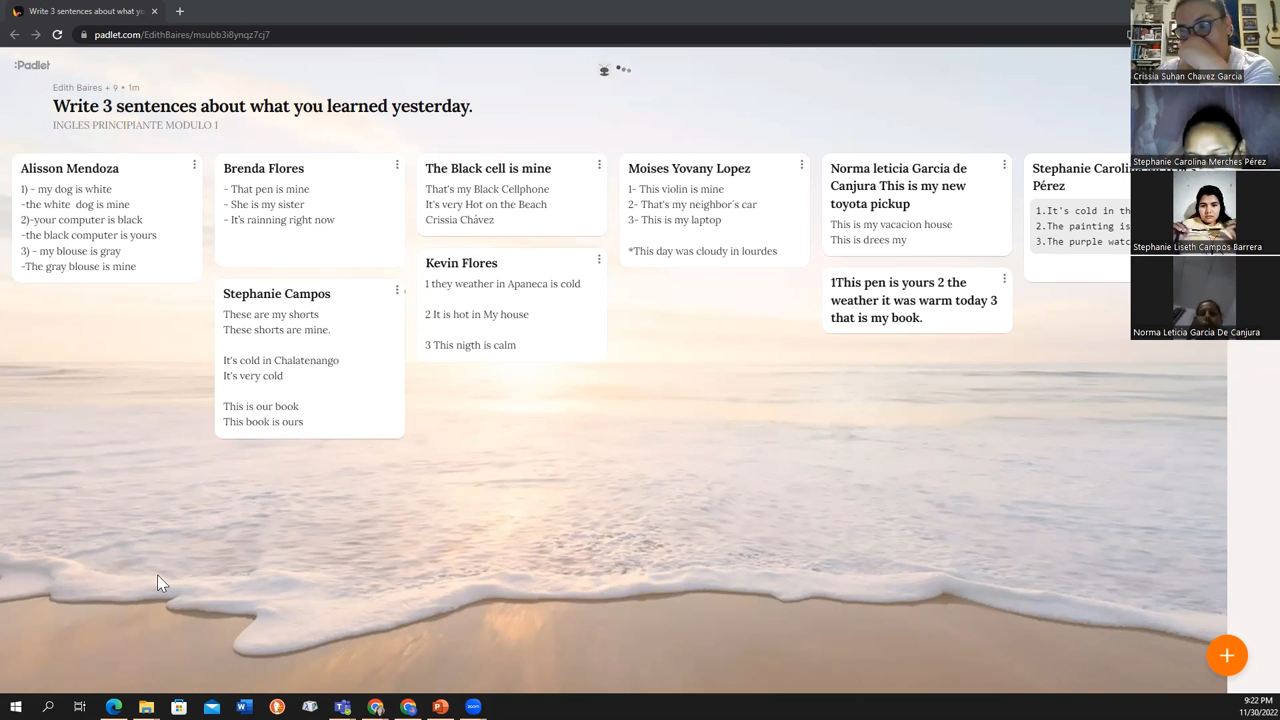 Write 3 sentences about what yo
padlet.com/EdithBaires/msubb3i8ynqz7cj7
:Padlet
Edith Baires + 9 • 1m
Write 3 sentences about what you learned yesterday.
INGLES PRINCIPIANTE MODULO 1
Alisson Mendoza
1) - my dog is white
-the white dog is mine
2)-your computer is black
-the black computer is yours
3) - my blouse is gray
-The gray blouse is mine
Brenda Flores
- That pen is mine
- She is my sister
- It's rainning right now
Stephanie Campos
These are my shorts
These shorts are mine.
It's cold in Chalatenango
It's very cold
This is our book
This book is ours
The Black cell is mine
That's my Black Cellphone
It's very Hot on the Beach
Crissia Chávez
Kevin Flores
1 they weather in Apaneca is cold
2 It is hot in My house
3 This nigth is calm
Moises Yovany Lopez
1- This violin is mine
2- That's my neighbor´s car
3- This is my laptop
*This day was cloudy in lourdes
Norma leticia Garcia de
Canjura This is my new
toyota pickup
This is my vacacion house
This is drees my
1This pen is yours 2 the
weather it was warm today 3
that is my book.
Stephanie Caroli
Pérez
1.It's cold in th
2.The painting is
3.The purple watc
Crissia Suhan Chavez Garcia
Stephanie Carolina Merches Pérez
Stephanie Liseth Campos Barrera
Norma Leticia Garcia De Canjura
9:22 PM
11/30/2022